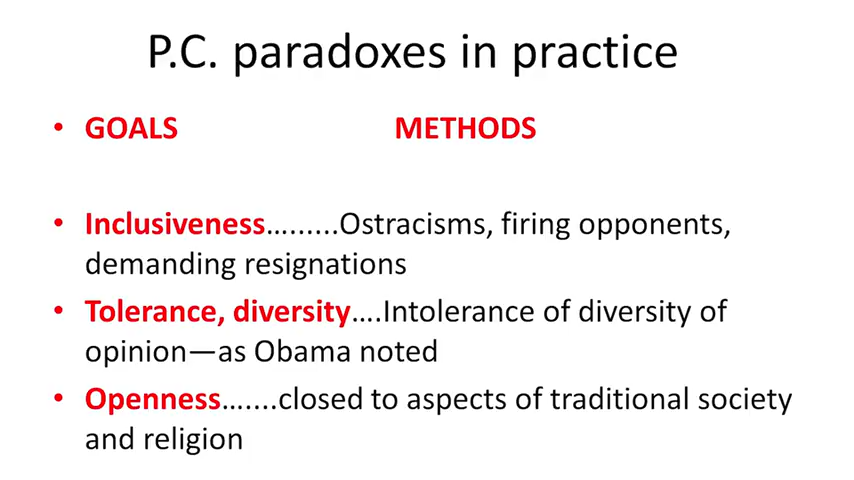 P.C. paradoxes in practice
• GOALS METHODS
• Inclusiveness….…..Ostracisms, firing opponents,
demanding resignations
• Tolerance, diversity….Intolerance of diversity of
opinion—as Obama noted
• Openness…....closed to aspects of traditional society
and religion